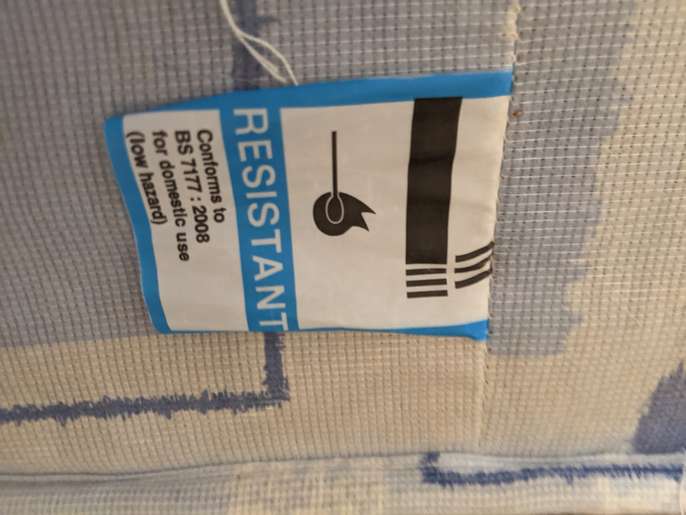 RESISTANT
Conforms to
BS 7177 : 2008
for domestic use
(low hazard)